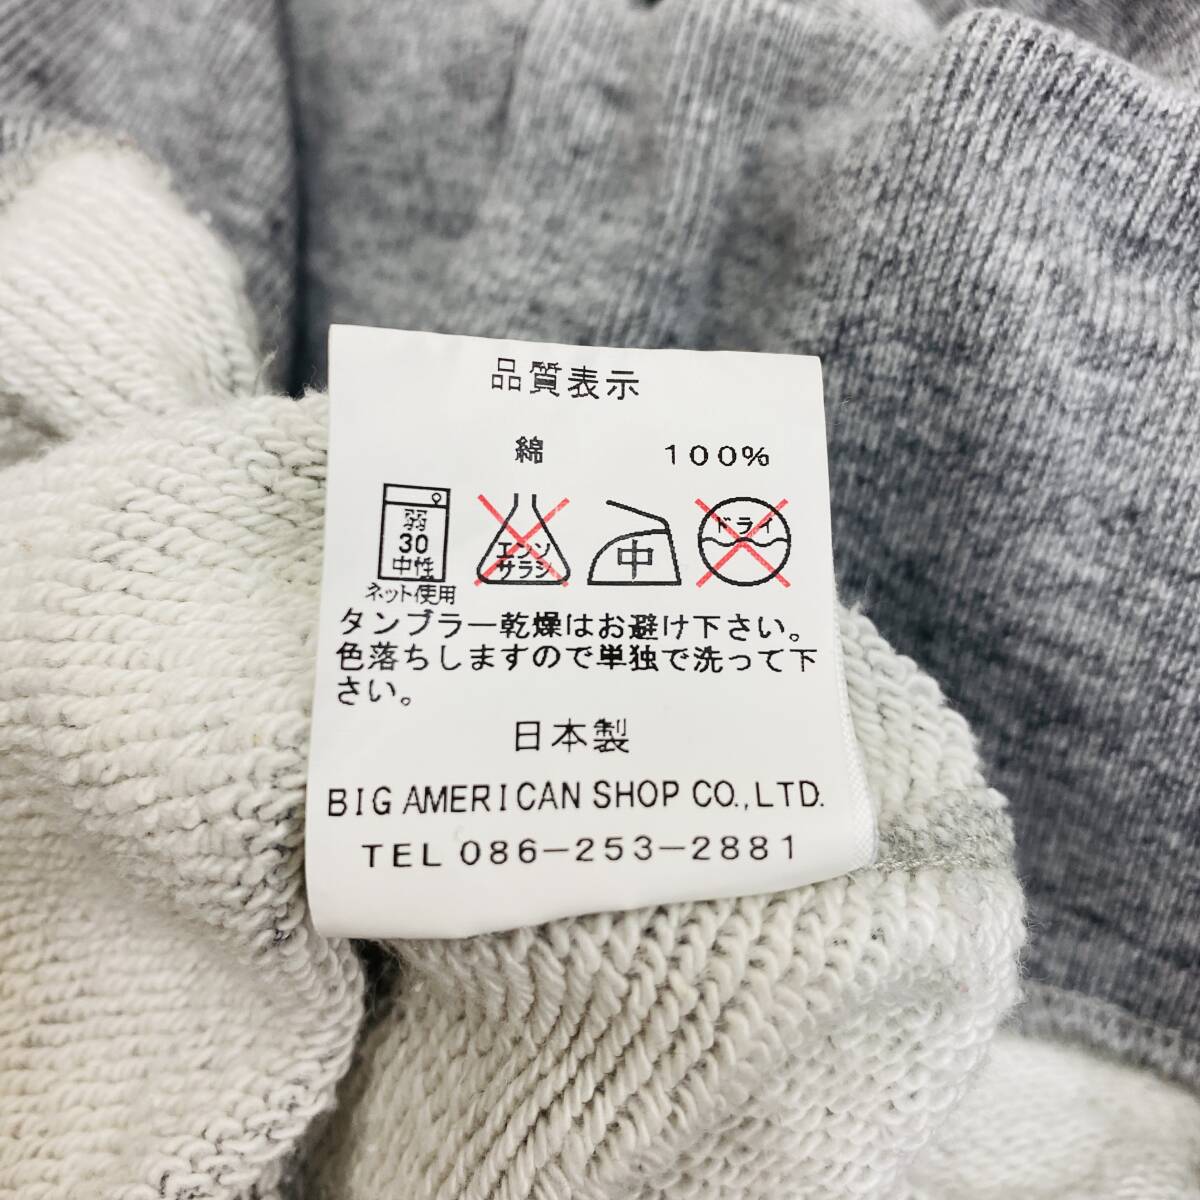 品質表示
綿 100%
弱
30
中性
ネット使用
エンソ
サラシ
中
ドライ
タンブラー乾燥はお避け下さい。
色落ちしますので単独で洗って下
さい。
日本製
BIG AMERICAN SHOP CO.,LTD.
TEL 086-253-2881